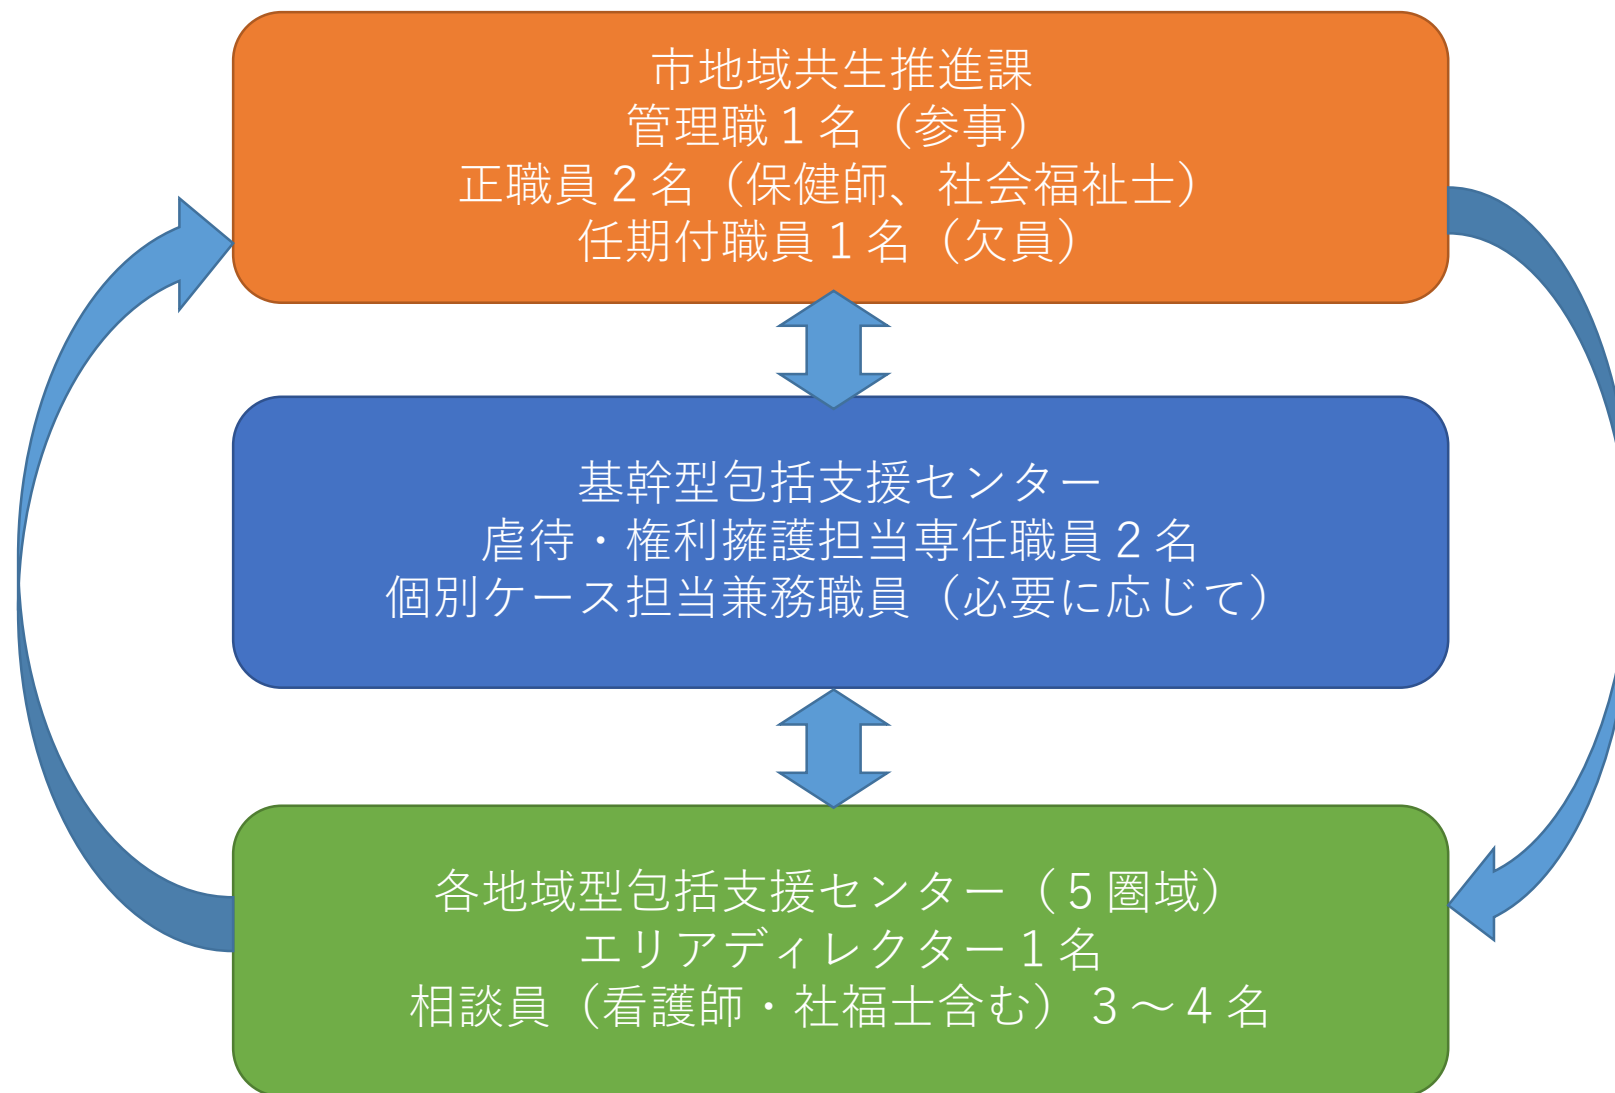 市地域共生推進課
管理職１名（参事）
正職員２名（保健師、社会福祉士）
任期付職員１名（欠員）
基幹型包括支援センター
虐待・権利擁護担当専任職員２名
個別ケース担当兼務職員（必要に応じて）
各地域型包括支援センター（５圏域）
エリアディレクター１名
相談員（看護師・社福士含む）３～４名